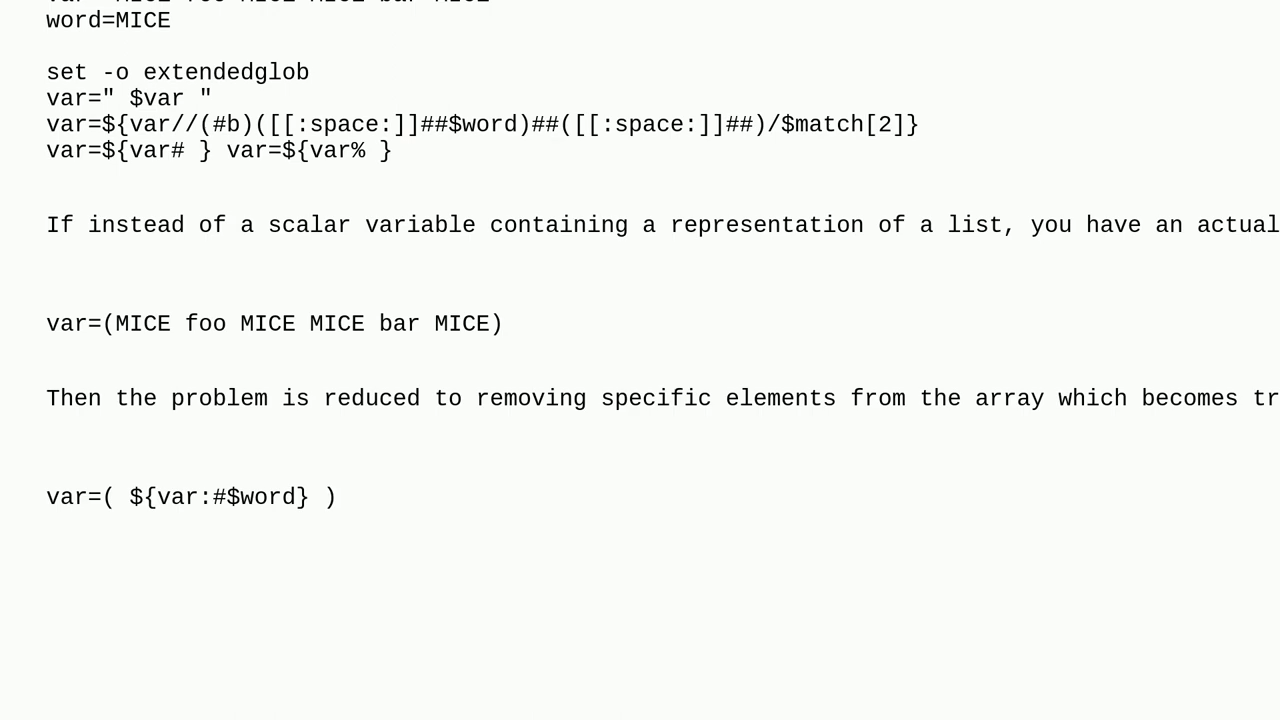 word=MICE
set -o extendedglob
var=" $var "
var=${var//(#b)([[:space:]]##$word)##([[:space:]]##)/$match[2]}
var=${var# } var=${var% }
If instead of a scalar variable containing a representation of a list, you have an actual
var=(MICE foo MICE MICE bar MICE)
Then the problem is reduced to removing specific elements from the array which becomes tr
var=( ${var:#$word} )